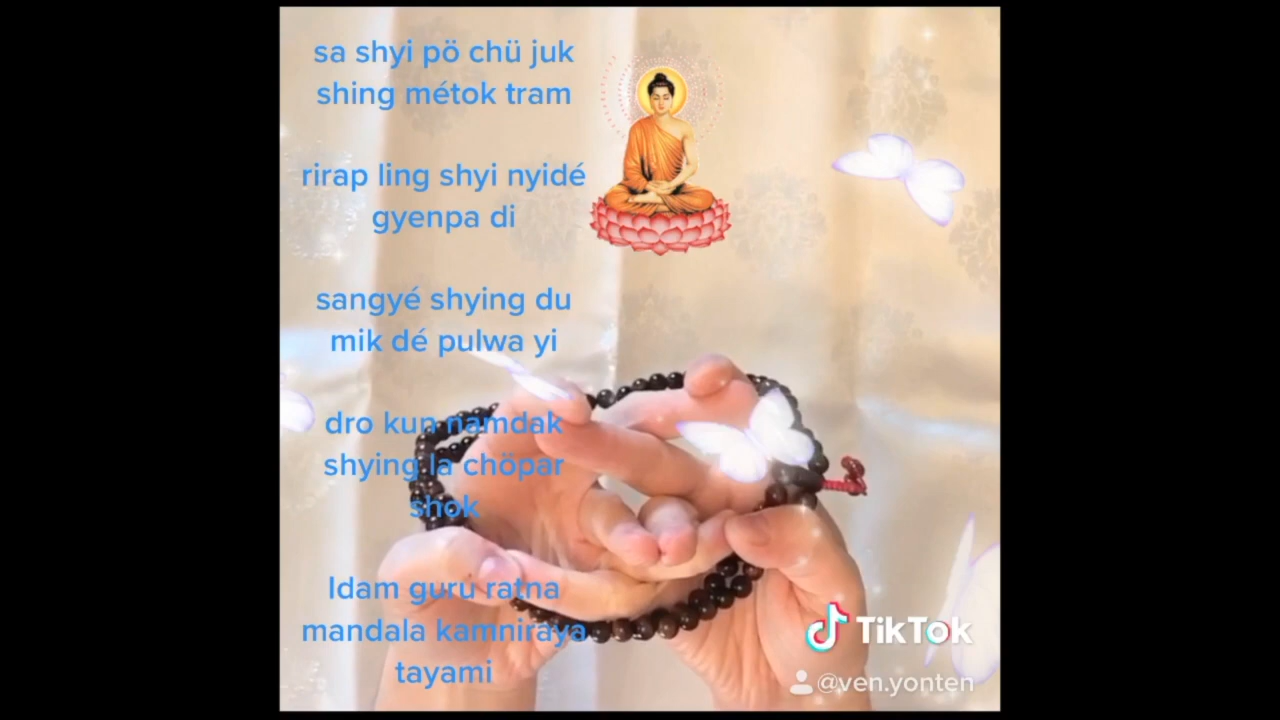 sa shyi pö chü juk
shing métok tram
rirap ling shyi nyidé
gyenpa di
sangyé shying du
mik dé pulwa yi
dro kun namdak
shying la chöpar
shok
Idam guru ratna
mandala kamniraya
tayami
TikTok
@ven.yonten